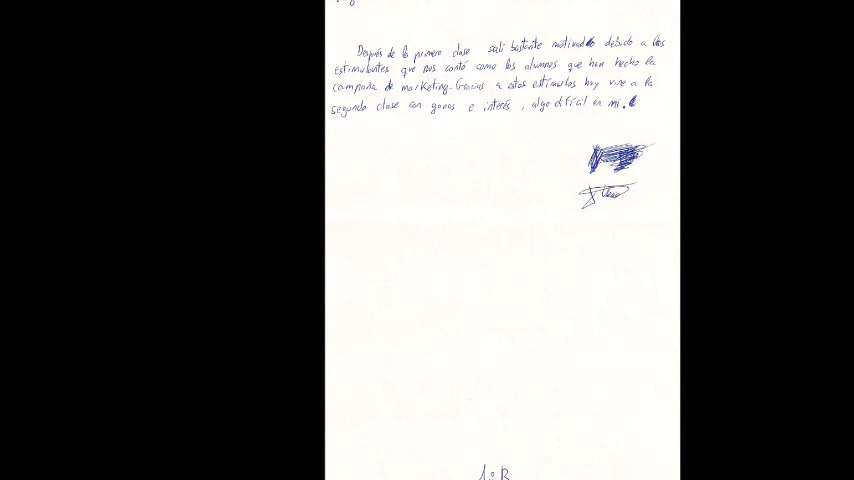 Después de la primera clase salí bastante motivado debido a los
estimulantes que nos contó como los alumnos que han hecho la
campaña de marketing. Gracias a estos estímulos hoy vine a la
segunda clase con ganas e interés, algo difícil en mi.
1º B